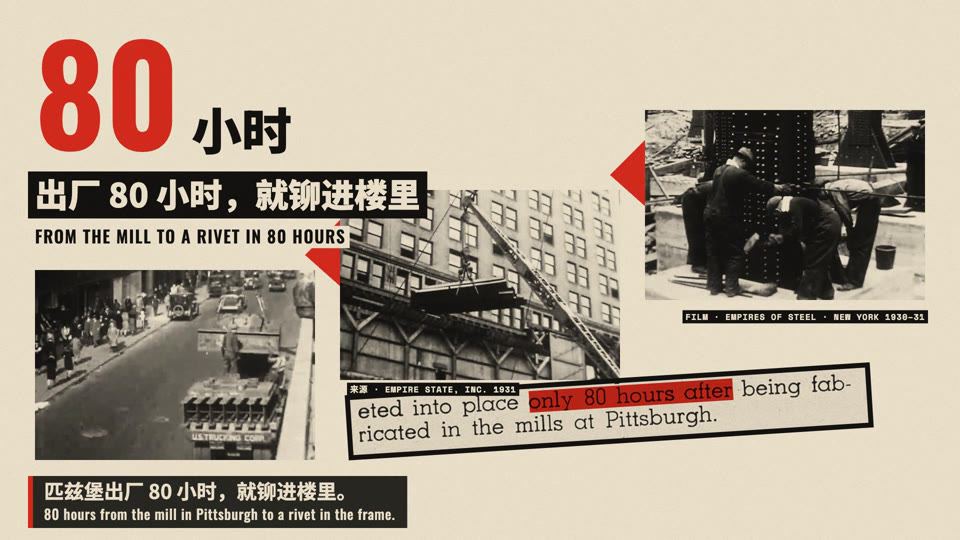 80 小时
出厂 80 小时，就铆进楼里
FROM THE MILL TO A RIVET IN 80 HOURS
FILM · EMPIRES OF STEEL · NEW YORK 1930–31
来源 · EMPIRE STATE, INC. 1931
eted into place only 80 hours after being fab-
ricated in the mills at Pittsburgh.
U.S. TRUCKING CORP.
匹兹堡出厂 80 小时，就铆进楼里。
80 hours from the mill in Pittsburgh to a rivet in the frame.